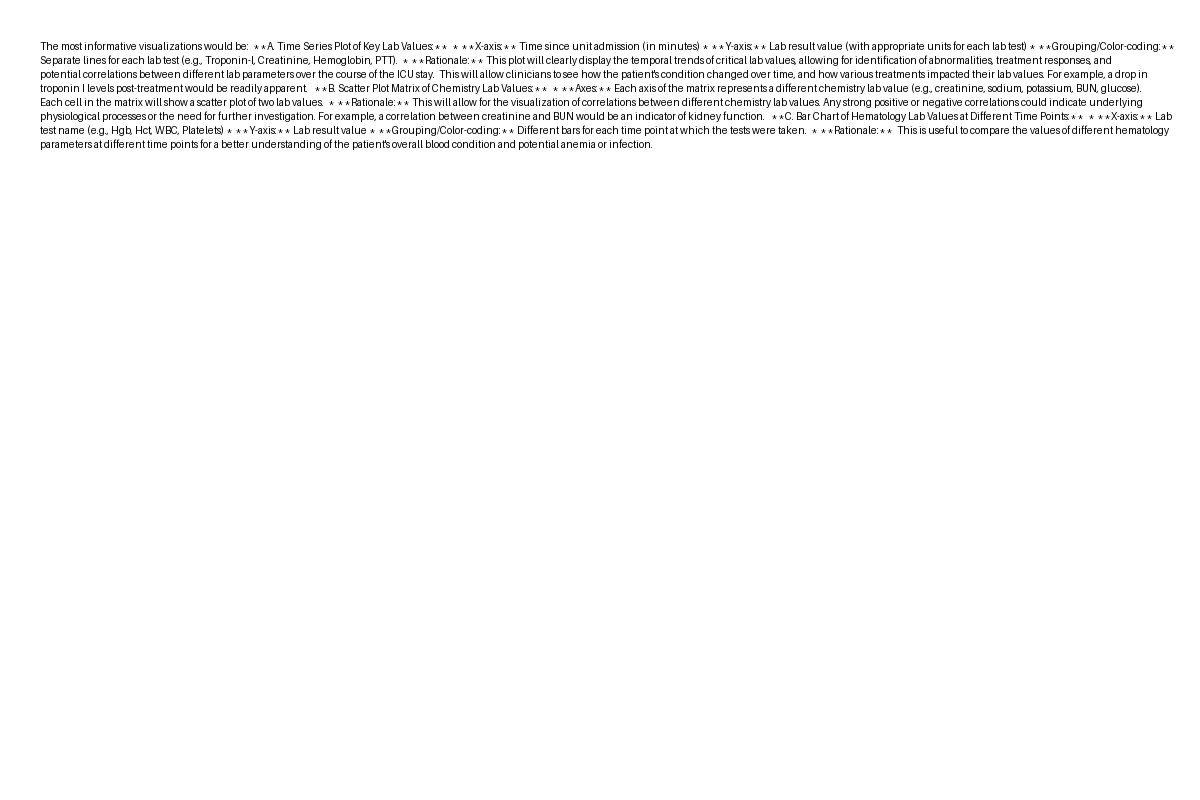 The most informative visualizations would be:  **A. Time Series Plot of Key Lab Values:**  * **X-axis:** Time since unit admission (in minutes) * **Y-axis:** Lab result value (with appropriate units for each lab test) * **Grouping/Color-coding:**
Separate lines for each lab test (e.g., Troponin-I, Creatinine, Hemoglobin, PTT).  * **Rationale:** This plot will clearly display the temporal trends of critical lab values, allowing for identification of abnormalities, treatment responses, and
potential correlations between different lab parameters over the course of the ICU stay.  This will allow clinicians to see how the patient's condition changed over time, and how various treatments impacted their lab values. For example, a drop in
troponin I levels post-treatment would be readily apparent.   **B. Scatter Plot Matrix of Chemistry Lab Values:**  * **Axes:** Each axis of the matrix represents a different chemistry lab value (e.g., creatinine, sodium, potassium, BUN, glucose).
Each cell in the matrix will show a scatter plot of two lab values.  * **Rationale:** This will allow for the visualization of correlations between different chemistry lab values. Any strong positive or negative correlations could indicate underlying
physiological processes or the need for further investigation. For example, a correlation between creatinine and BUN would be an indicator of kidney function.   **C. Bar Chart of Hematology Lab Values at Different Time Points:**  * **X-axis:** Lab
test name (e.g., Hgb, Hct, WBC, Platelets) * **Y-axis:** Lab result value * **Grouping/Color-coding:** Different bars for each time point at which the tests were taken.  * **Rationale:**  This is useful to compare the values of different hematology
parameters at different time points for a better understanding of the patient's overall blood condition and potential anemia or infection.